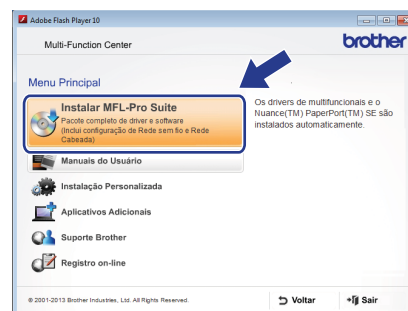 Adobe Flash Player 10
Multi-Function Center
brother
Menu Principal
Instalar MFL-Pro Suite
Pacote completo de driver e software
(Inclui configuração de Rede sem fio e Rede
Cabeada)
Os drivers de multifuncionais e o
Nuance(TM) PaperPort(TM) SE são
instalados automaticamente.
Manuais do Usuário
Instalação Personalizada
Aplicativos Adicionais
Suporte Brother
Registro on-line
© 2001-2013 Brother Industries, Ltd. All Rights Reserved.
Voltar
Sair